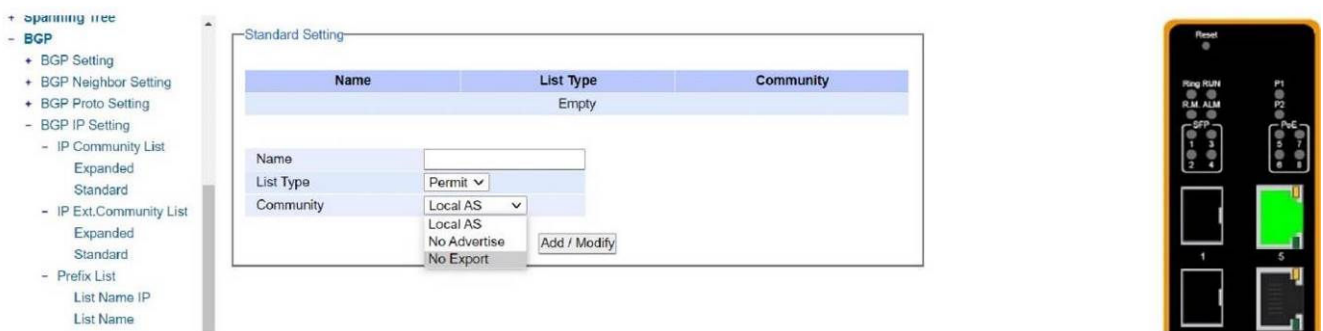 + Spanning Tree
- BGP
+ BGP Setting
+ BGP Neighbor Setting
+ BGP Proto Setting
- BGP IP Setting
- IP Community List
Expanded
Standard
- IP Ext.Community List
Expanded
Standard
- Prefix List
List Name IP
List Name
Standard Setting
Name List Type Community
Empty
Name
List Type Permit
Community Local AS
Local AS
No Advertise
No Export
Add / Modify
Reset
Ring RUN P1
R.M. ALM P2
SFP PoE
1 3 5 7
2 4 6 8
1 5